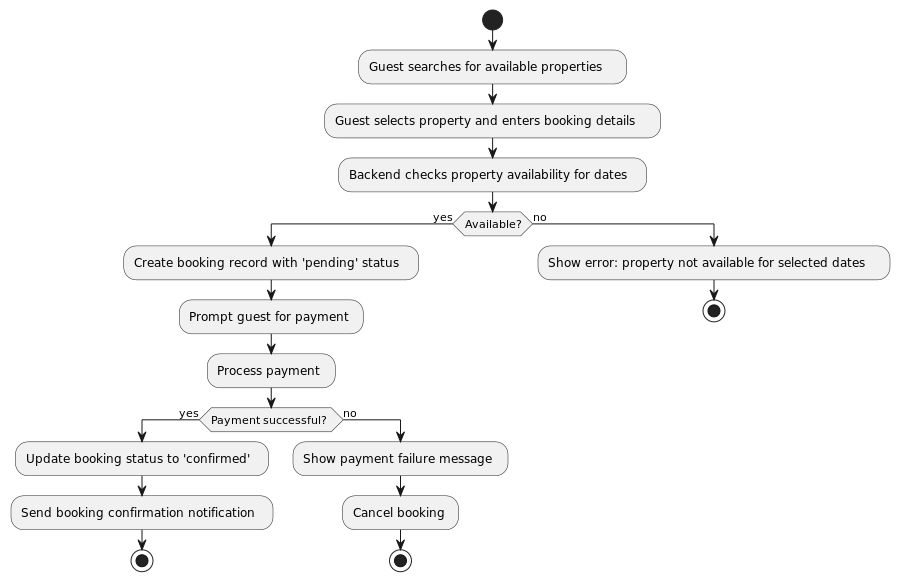 Guest searches for available properties
Guest selects property and enters booking details
Backend checks property availability for dates
yes
Available?
no
Create booking record with 'pending' status
Show error: property not available for selected dates
Prompt guest for payment
Process payment
yes
Payment successful?
no
Update booking status to 'confirmed'
Show payment failure message
Send booking confirmation notification
Cancel booking